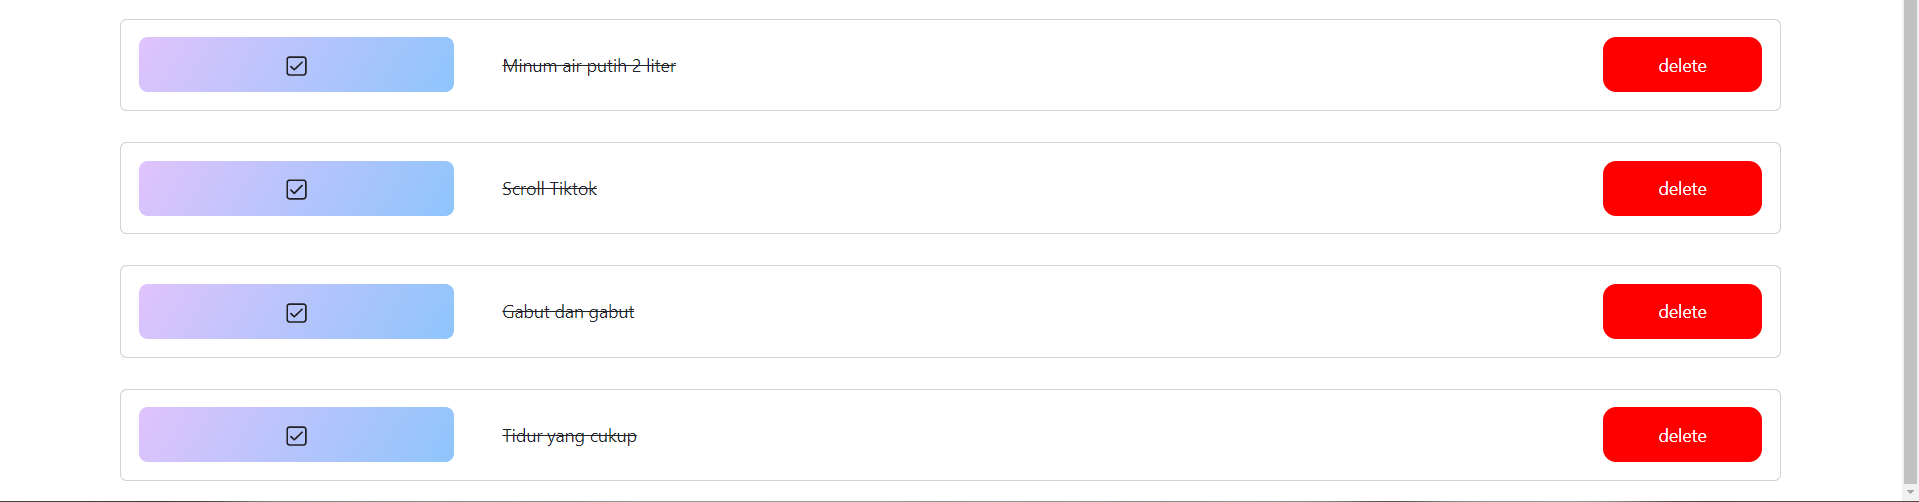 Minum air putih 2 liter
delete
Scroll Tiktok
delete
Gabut dan gabut
delete
Tidur yang cukup
delete